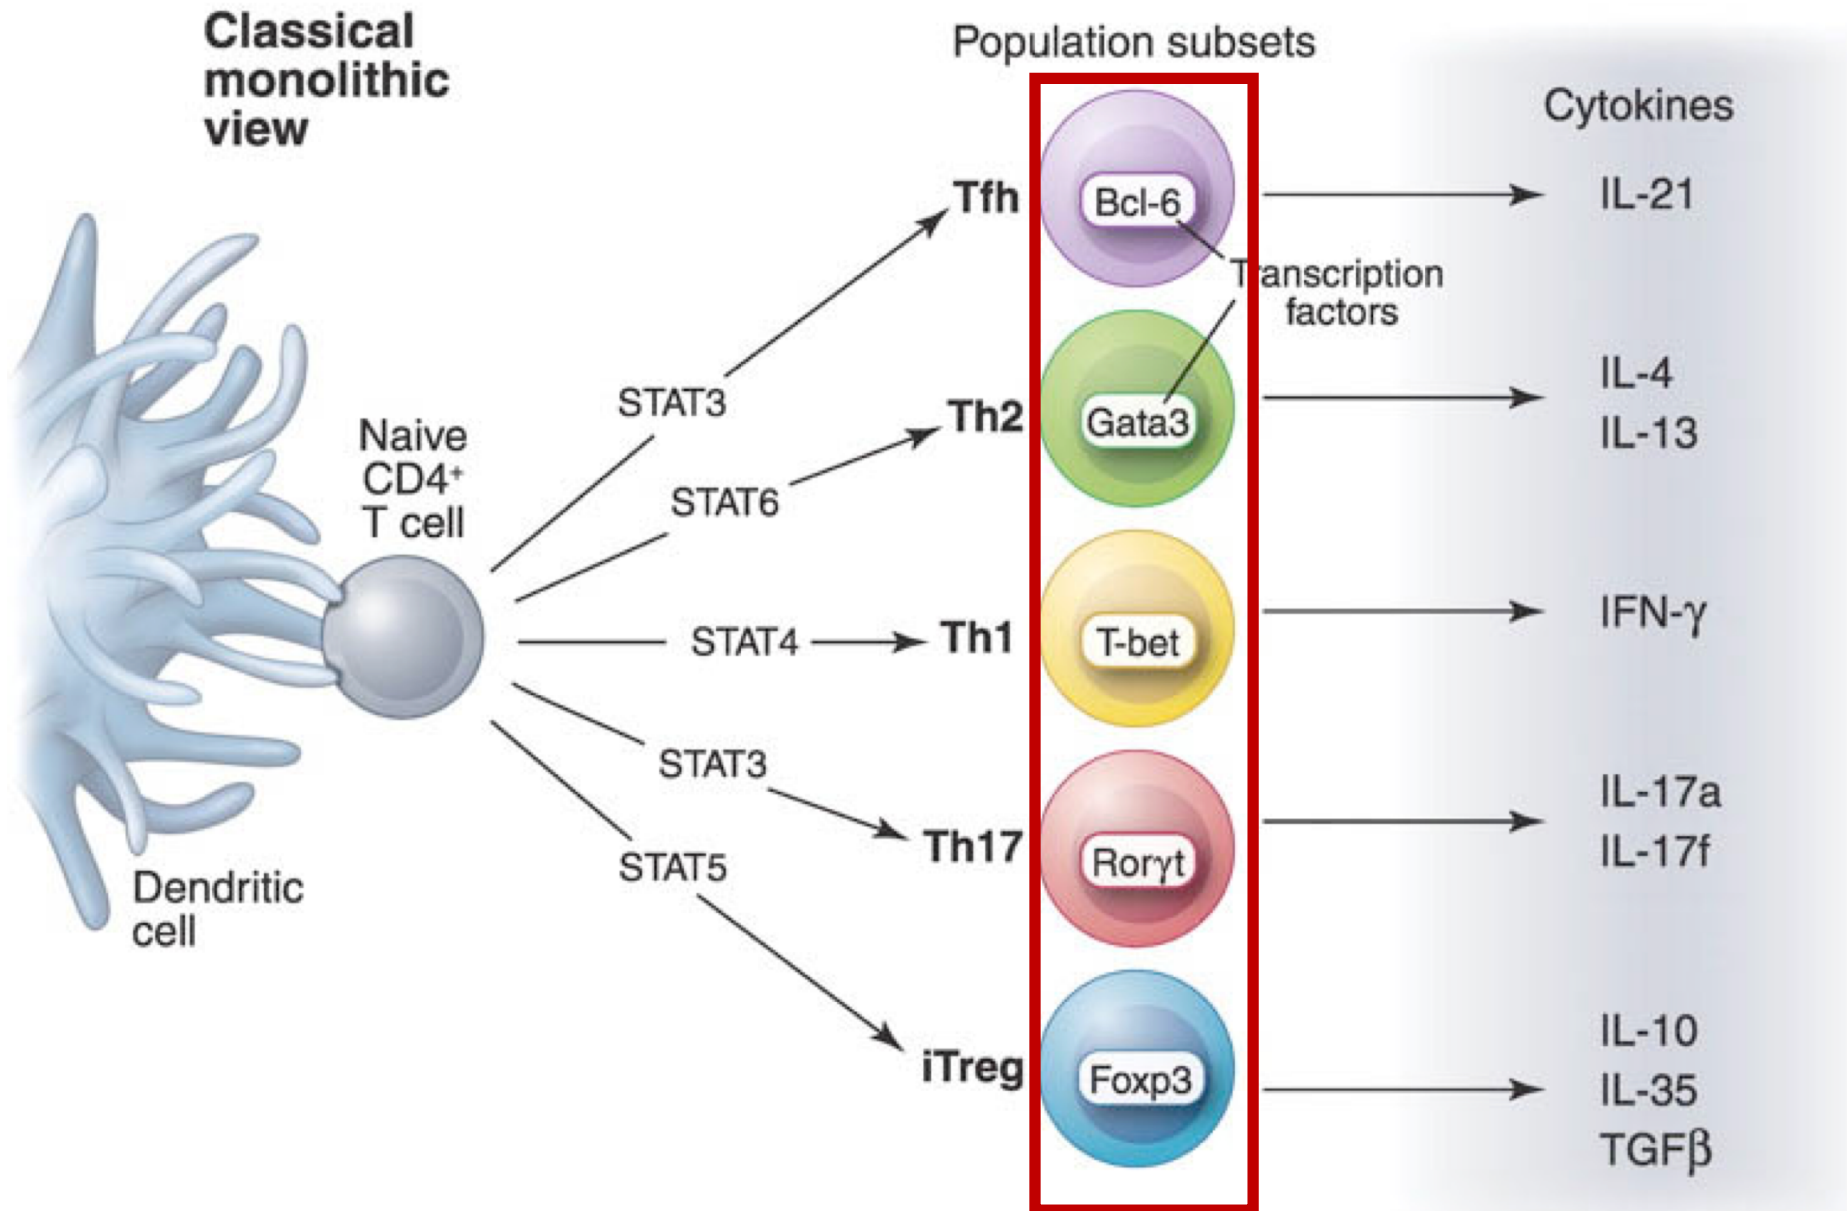 Classical
monolithic
view
Population subsets
Cytokines
Naive
CD4⁺
T cell
Dendritic
cell
STAT3
Tfh
Bcl-6
IL-21
Transcription
factors
STAT6
Th2
Gata3
IL-4
IL-13
STAT4
Th1
T-bet
IFN-γ
STAT3
Th17
Rorγt
IL-17a
IL-17f
STAT5
iTreg
Foxp3
IL-10
IL-35
TGFβ